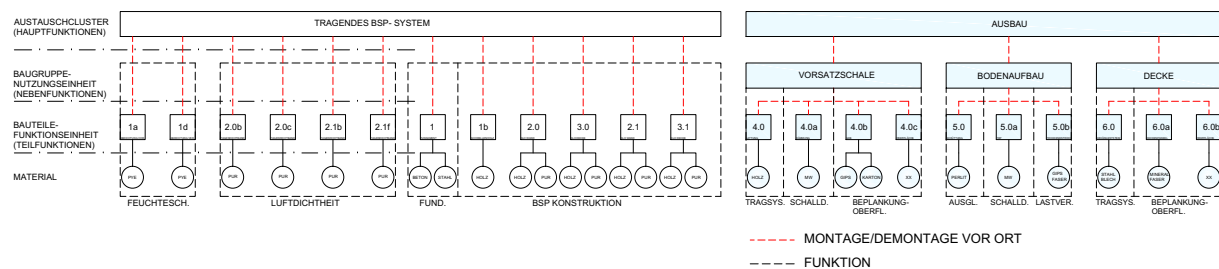 AUSTAUSCHCLUSTER
(HAUPTFUNKTIONEN)
TRAGENDES BSP- SYSTEM
AUSBAU
BAUGRUPPE-
NUTZUNGSEINHEIT
(NEBENFUNKTIONEN)
VORSATZSCHALE
BODENAUFBAU
DECKE
BAUTEILE-
FUNKTIONSEINHEIT
(TEILFUNKTIONEN)
1a 1d 2.0b 2.0c 2.1b 2.1f 1 1b 2.0 3.0 2.1 3.1 4.0 4.0a 4.0b 4.0c 5.0 5.0a 5.0b 6.0 6.0a 6.0b
MATERIAL
PYE PYE PUR PUR PUR PUR BETON STAHL HOLZ HOLZ PUR HOLZ PUR HOLZ PUR HOLZ PUR HOLZ MW GIPS KARTON XX PERLIT MW GIPS FASER STAHL BLECH MINERAL FASER XX
FEUCHTESCH. LUFTDICHTHEIT FUND. BSP KONSTRUKTION TRAGSYS. SCHALLD. BEPLANKUNG- AUSGL. SCHALLD. LASTVER. TRAGSYS. BEPLANKUNG-
OBERFL. OBERFL.
MONTAGE/DEMONTAGE VOR ORT
FUNKTION